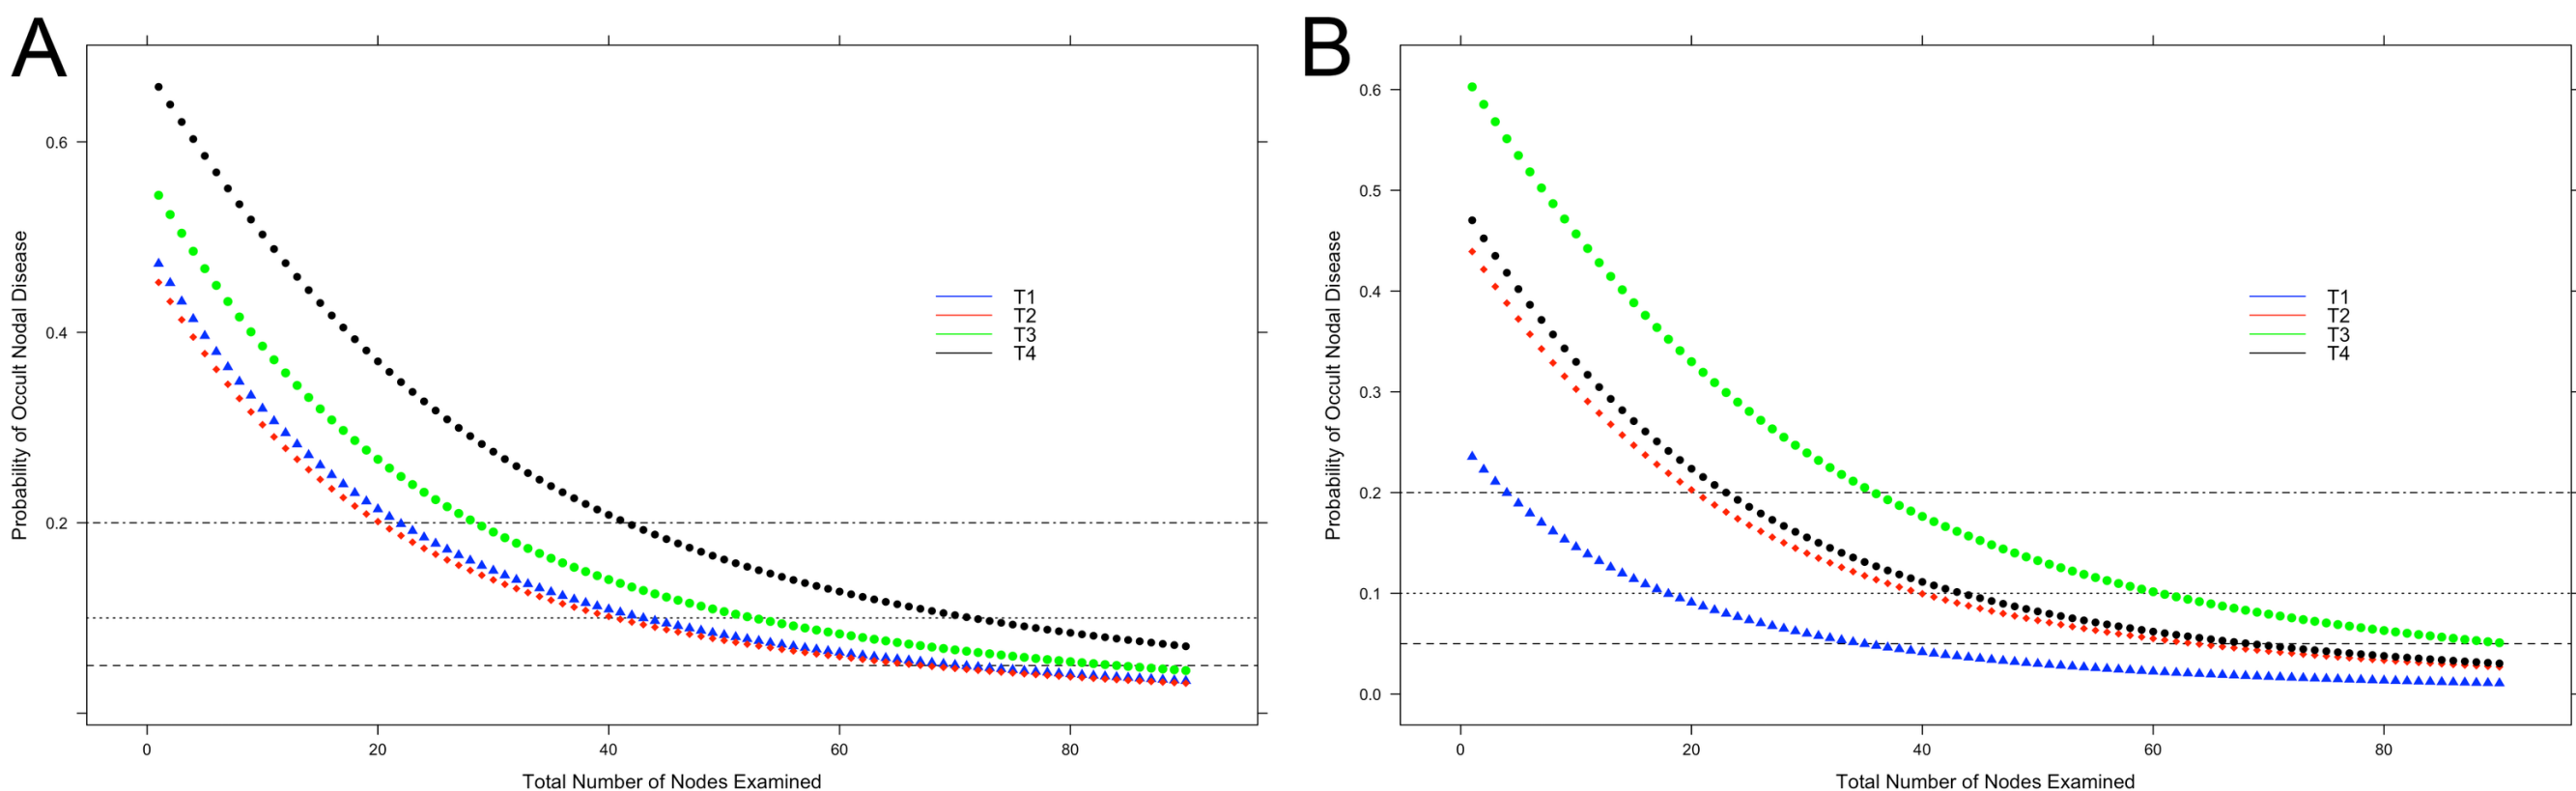 A
Probability of Occult Nodal Disease
0.6
0.4
0.2
T1
T2
T3
T4
0 20 40 60 80
Total Number of Nodes Examined
B
Probability of Occult Nodal Disease
0.6
0.5
0.4
0.3
0.2
0.1
0.0
T1
T2
T3
T4
0 20 40 60 80
Total Number of Nodes Examined